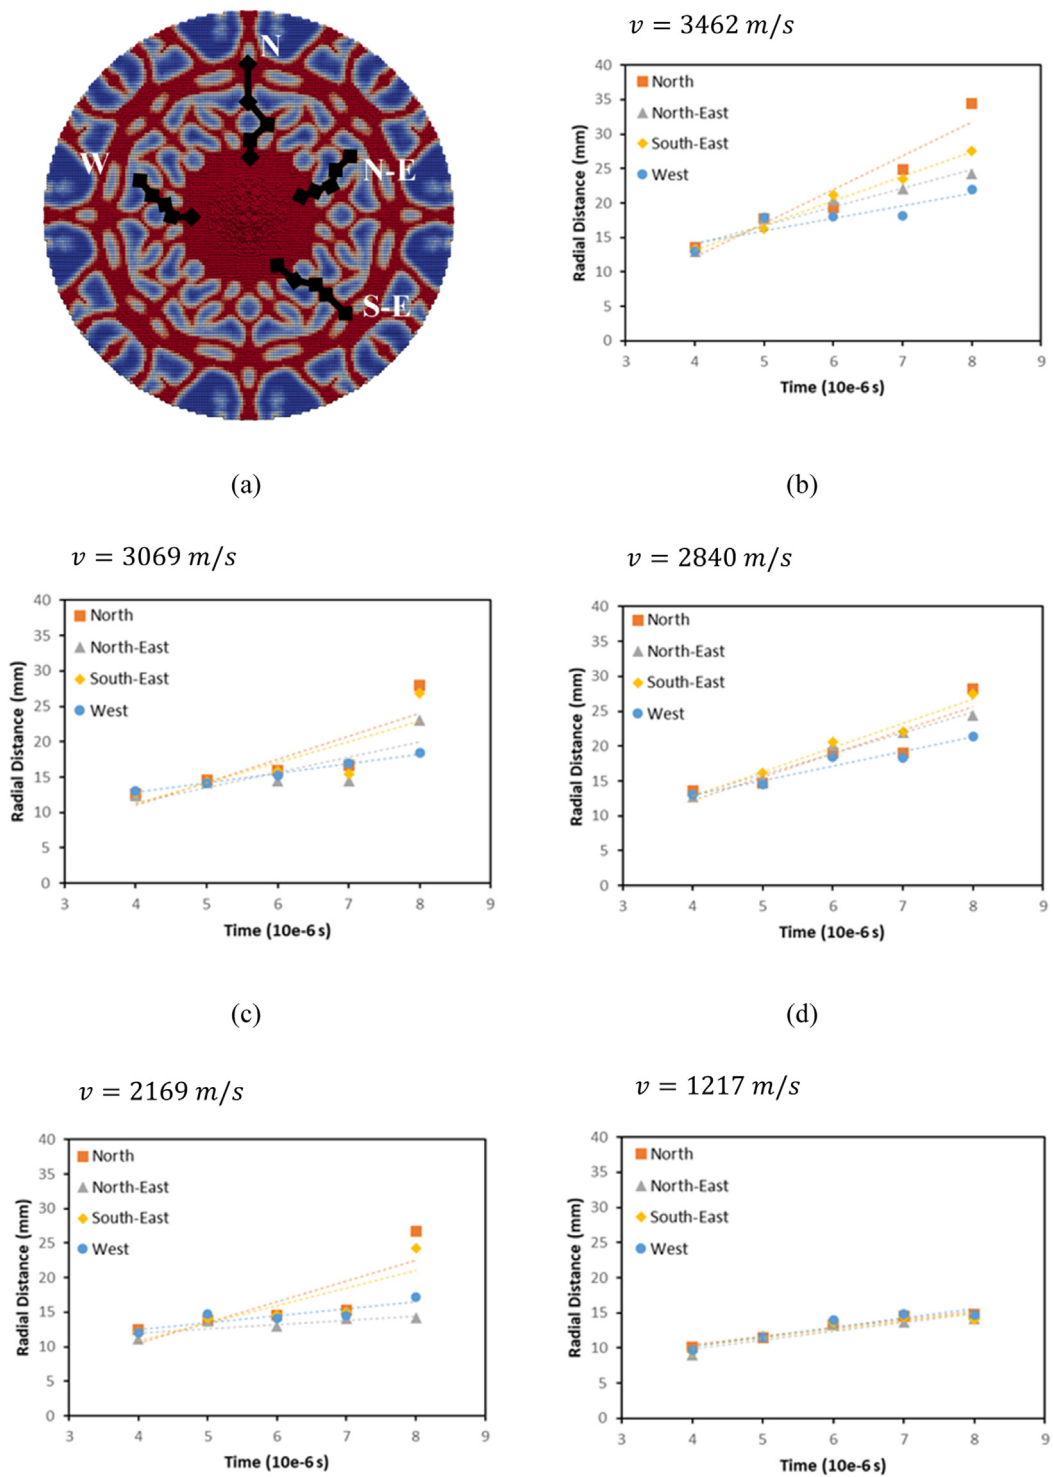 N
W
N-E
S-E
(a)
v = 3462 m/s
40
35
30
25
20
15
10
5
0
Radial Distance (mm)
North
North-East
South-East
West
3 4 5 6 7 8 9
Time (10e-6 s)
(b)
v = 3069 m/s
40
35
30
25
20
15
10
5
0
Radial Distance (mm)
North
North-East
South-East
West
3 4 5 6 7 8 9
Time (10e-6 s)
(c)
v = 2840 m/s
40
35
30
25
20
15
10
5
0
Radial Distance (mm)
North
North-East
South-East
West
3 4 5 6 7 8 9
Time (10e-6 s)
(d)
v = 2169 m/s
40
35
30
25
20
15
10
5
0
Radial Distance (mm)
North
North-East
South-East
West
3 4 5 6 7 8 9
Time (10e-6 s)
v = 1217 m/s
40
35
30
25
20
15
10
5
0
Radial Distance (mm)
North
North-East
South-East
West
3 4 5 6 7 8 9
Time (10e-6 s)